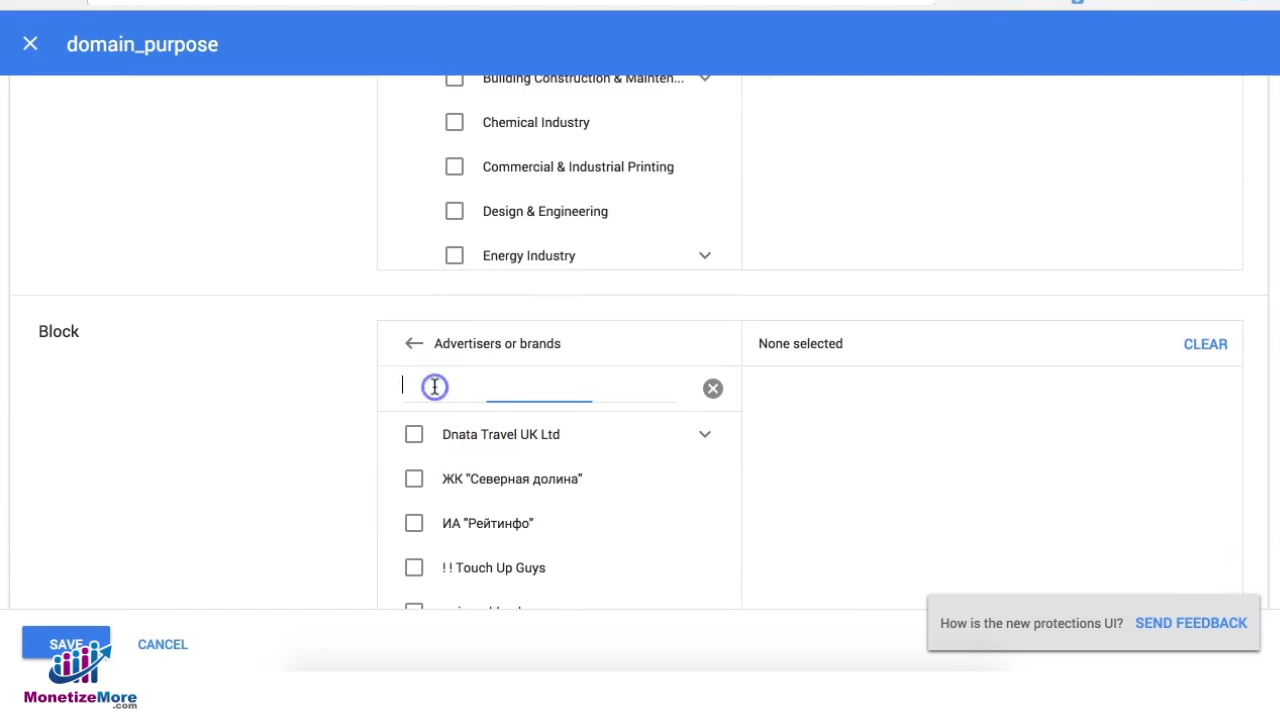 domain_purpose
Building Construction & Mainten...
Chemical Industry
Commercial & Industrial Printing
Design & Engineering
Energy Industry
Block
Advertisers or brands
None selected
CLEAR
Dnata Travel UK Ltd
ЖК "Северная долина"
ИА "Рейтинфо"
! ! Touch Up Guys
How is the new protections UI? SEND FEEDBACK
SAVE
CANCEL
MonetizeMore
.com